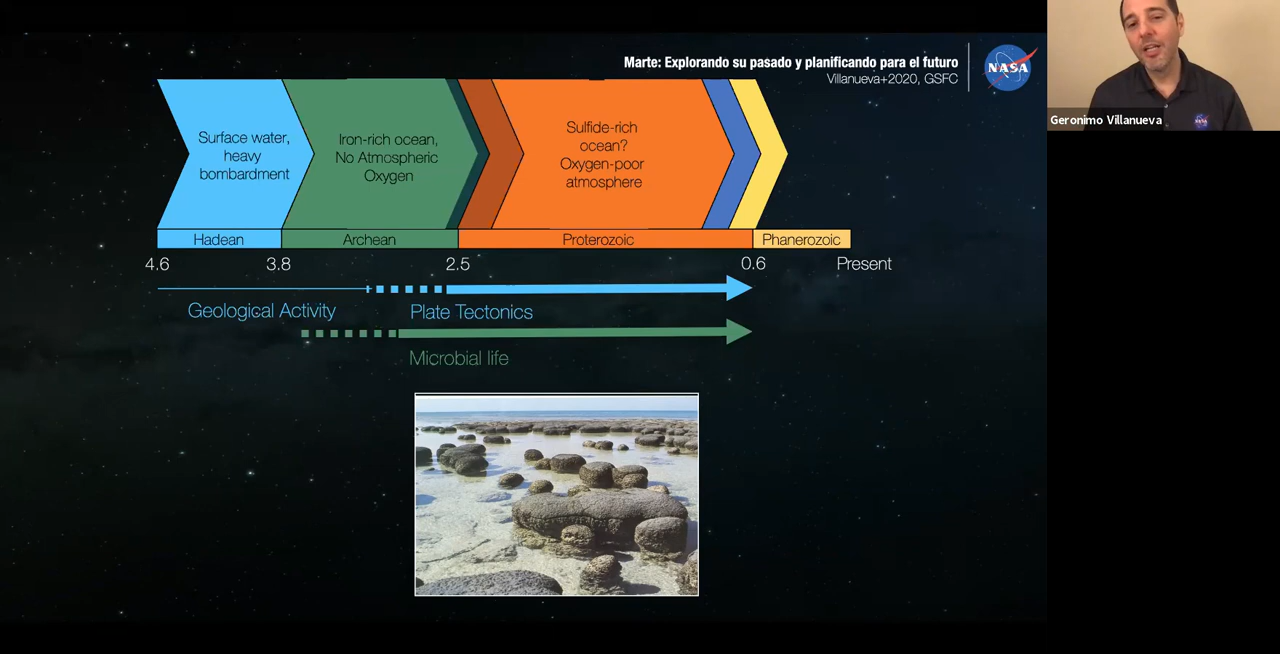 Marte: Explorando su pasado y planificando para el futuro
Villanueva+2020, GSFC
NASA
Geronimo Villanueva
Surface water,
heavy
bombardment
Iron-rich ocean,
No Atmospheric
Oxygen
Sulfide-rich
ocean?
Oxygen-poor
atmosphere
Hadean
Archean
Proterozoic
Phanerozoic
4.6
3.8
2.5
0.6
Present
Geological Activity
Plate Tectonics
Microbial life